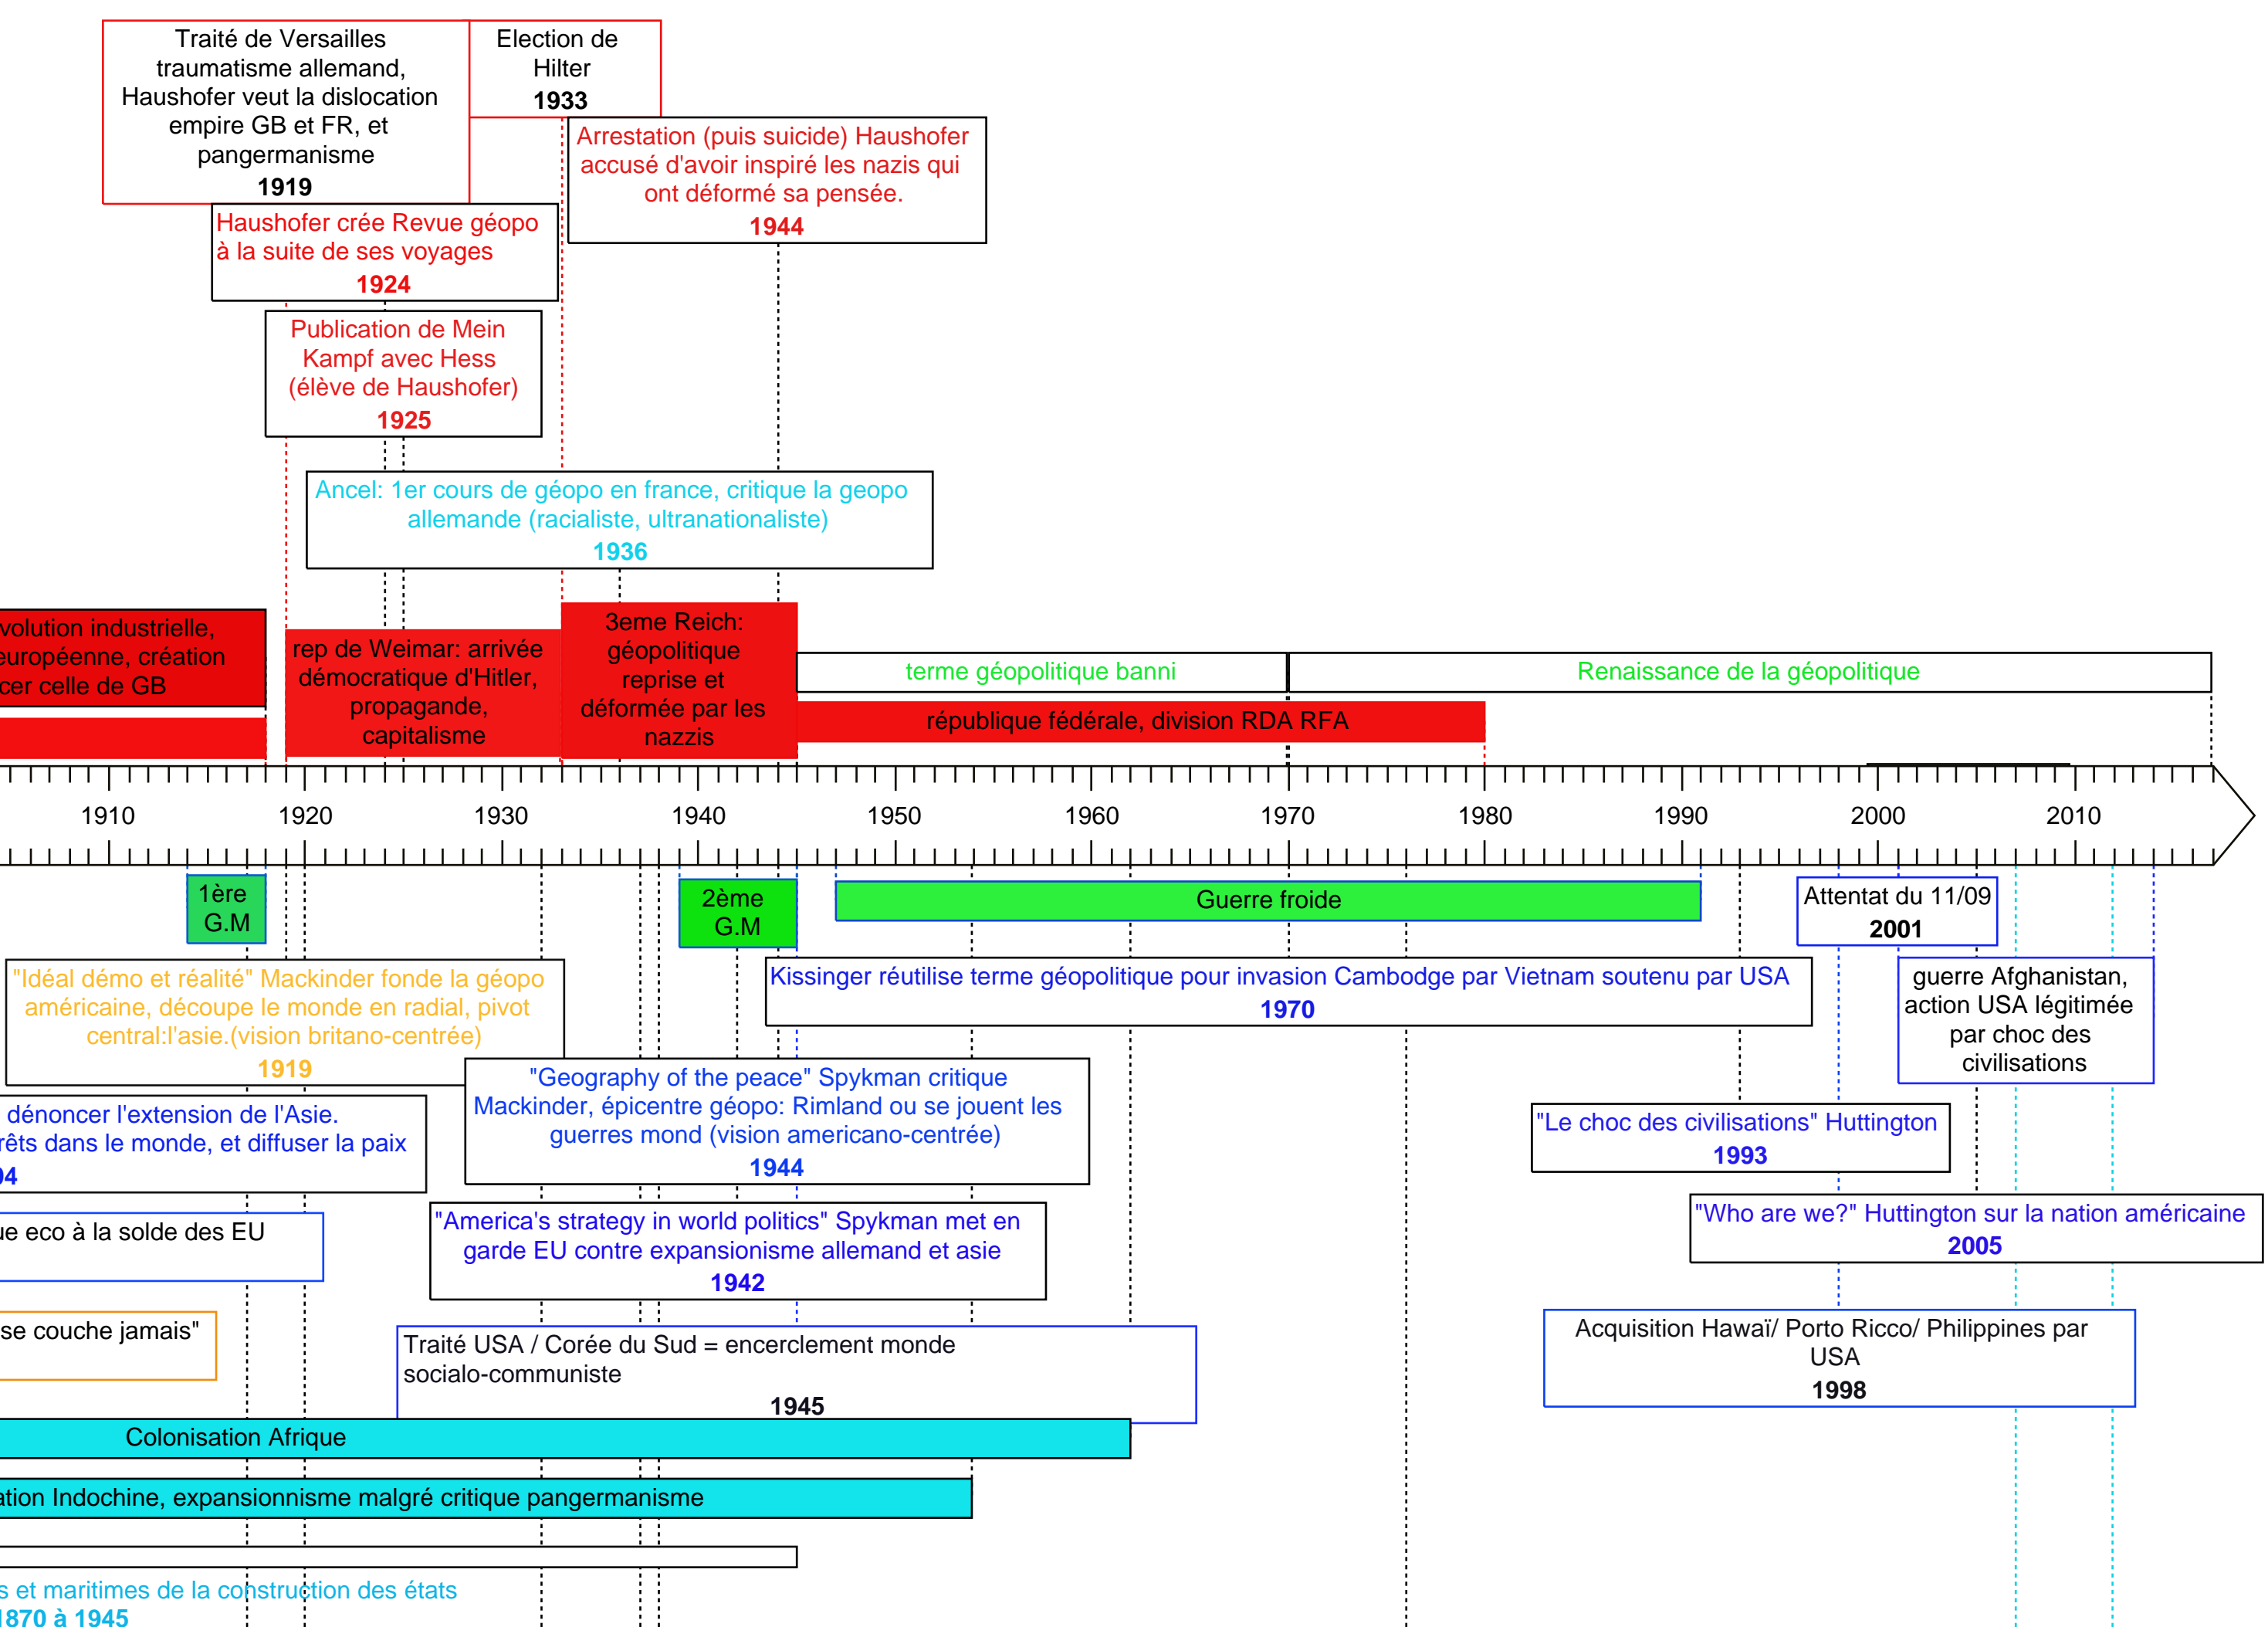 Traité de Versailles
traumatisme allemand,
Haushofer veut la dislocation
empire GB et FR, et
pangermanisme
1919
Election de
Hilter
1933
Arrestation (puis suicide) Haushofer
accusé d'avoir inspiré les nazis qui
ont déformé sa pensée.
1944
Haushofer crée Revue géopo
à la suite de ses voyages
1924
Publication de Mein
Kampf avec Hess
(élève de Haushofer)
1925
Ancel: 1er cours de géopo en france, critique la geopo
allemande (racialiste, ultranationaliste)
1936
volution industrielle,
européenne, création
cer celle de GB
rep de Weimar: arrivée
démocratique d'Hitler,
propagande,
capitalisme
3eme Reich:
géopolitique
reprise et
déformée par les
nazzis
terme géopolitique banni
Renaissance de la géopolitique
république fédérale, division RDA RFA
1910 1920 1930 1940 1950 1960 1970 1980 1990 2000 2010
1ère
G.M
2ème
G.M
Guerre froide
Attentat du 11/09
2001
"Idéal démo et réalité" Mackinder fonde la géopo
américaine, découpe le monde en radial, pivot
central:l'asie.(vision britano-centrée)
1919
Kissinger réutilise terme géopolitique pour invasion Cambodge par Vietnam soutenu par USA
1970
guerre Afghanistan,
action USA légitimée
par choc des
civilisations
"Geography of the peace" Spykman critique
Mackinder, épicentre géopo: Rimland ou se jouent les
guerres mond (vision americano-centrée)
1944
dénoncer l'extension de l'Asie.
rêts dans le monde, et diffuser la paix
94
"Le choc des civilisations" Huttington
1993
"America's strategy in world politics" Spykman met en
garde EU contre expansionisme allemand et asie
1942
"Who are we?" Huttington sur la nation américaine
2005
ue eco à la solde des EU
se couche jamais"
Traité USA / Corée du Sud = encerclement monde
socialo-communiste
1945
Acquisition Hawaï/ Porto Ricco/ Philippines par
USA
1998
Colonisation Afrique
ation Indochine, expansionnisme malgré critique pangermanisme
s et maritimes de la construction des états
1870 à 1945